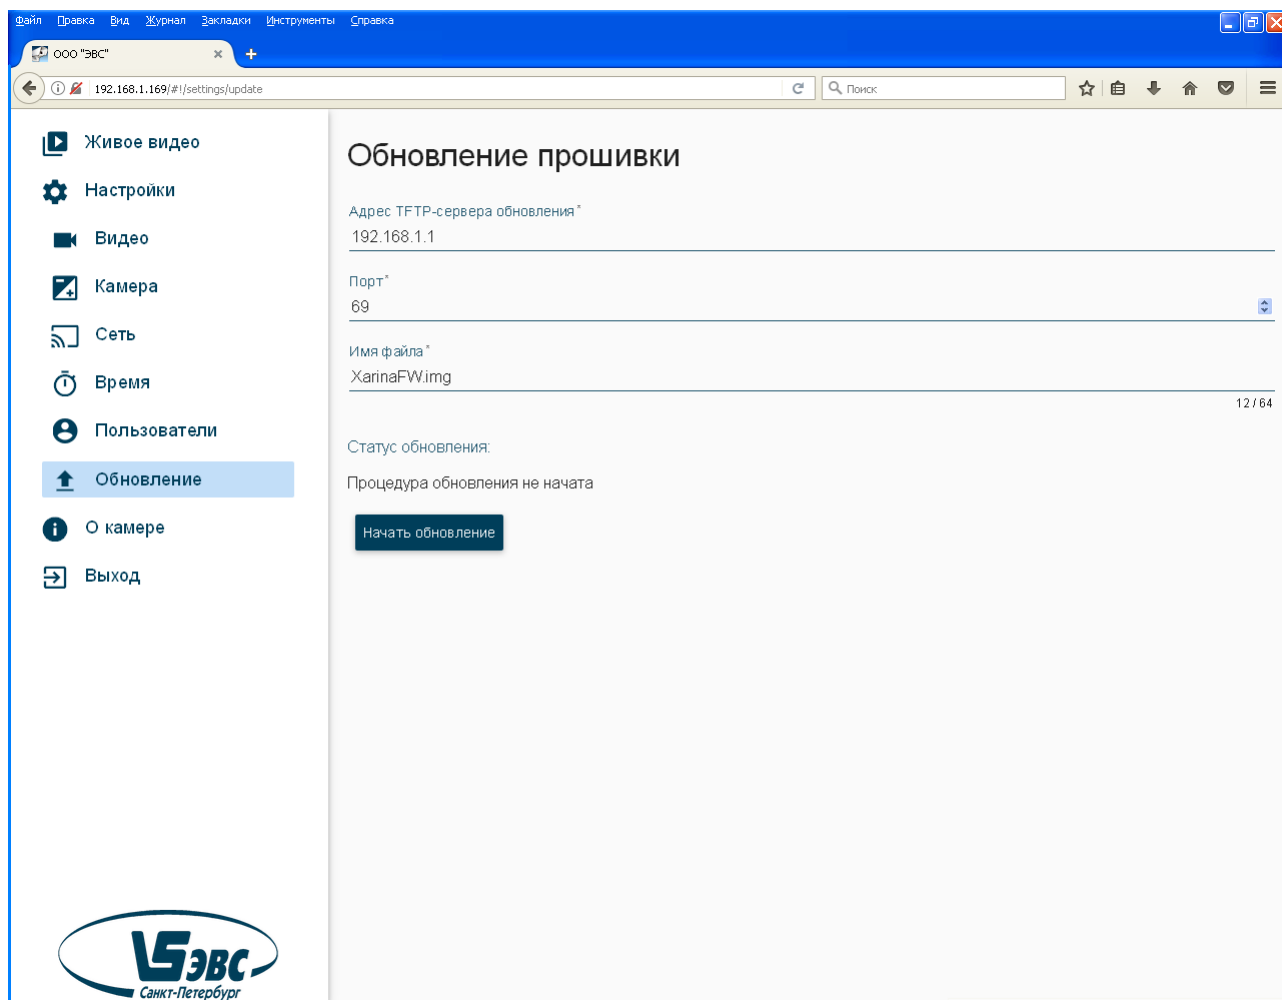 Файл Правка Вид Журнал Закладки Инструменты Справка
ООО "ЭВС"
192.168.1.169/#!/settings/update
Поиск
Живое видео
Настройки
Видео
Камера
Сеть
Время
Пользователи
Обновление
О камере
Выход
ЭВС
Санкт-Петербург
Обновление прошивки
Адрес TFTP-сервера обновления*
192.168.1.1
Порт*
69
Имя файла*
XarinaFW.img
12 / 64
Статус обновления:
Процедура обновления не начата
Начать обновление